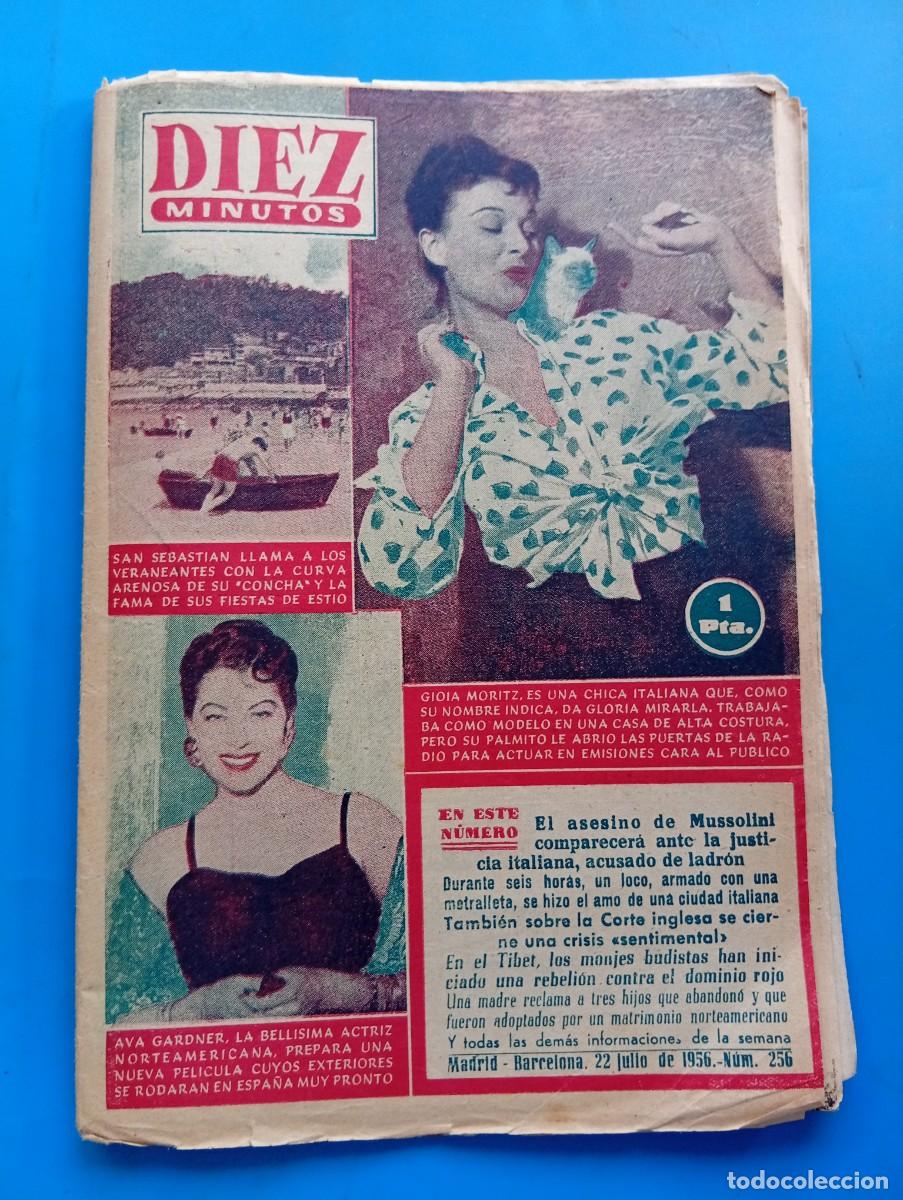 DIEZ
MINUTOS
SAN SEBASTIAN LLAMA A LOS
VERANEANTES CON LA CURVA
ARENOSA DE SU "CONCHA" Y LA
FAMA DE SUS FIESTAS DE ESTIO
1
Pta.
GIOIA MORITZ, ES UNA CHICA ITALIANA QUE, COMO
SU NOMBRE INDICA, DA GLORIA MIRARLA. TRABAJA-
BA COMO MODELO EN UNA CASA DE ALTA COSTURA,
PERO SU PALMITO LE ABRIO LAS PUERTAS DE LA RA-
DIO PARA ACTUAR EN EMISIONES CARA AL PUBLICO
AVA GARDNER, LA BELLISIMA ACTRIZ
NORTEAMERICANA, PREPARA UNA
NUEVA PELICULA CUYOS EXTERIORES
SE RODARAN EN ESPAÑA MUY PRONTO
EN ESTE
NÚMERO
El asesino de Mussolini
comparecerá ante la justi-
cia italiana, acusado de ladrón
Durante seis horas, un loco, armado con una
metralleta, se hizo el amo de una ciudad italiana
También sobre la Corte inglesa se cier-
ne una crisis «sentimental»
En el Tibet, los monjes budistas han ini-
ciado una rebelión contra el dominio rojo
Una madre reclama a tres hijos que abandonó y que
fueron adoptados por un matrimonio norteamericano
Y todas las demás informaciones de la semana
Madrid - Barcelona, 22 julio de 1956.-Núm. 256
todocoleccion